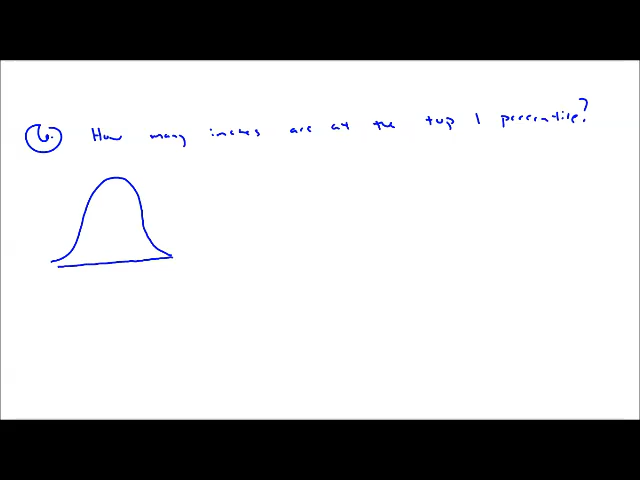 6. How many inches are at the top 1 percentile?